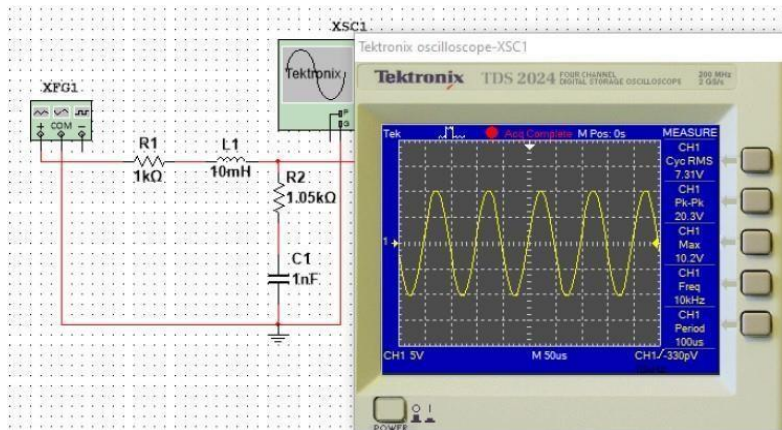 XSC1
Tektronix
XFG1
+ COM −
R1
1kΩ
L1
10mH
R2
1.05kΩ
C1
1nF
Tektronix oscilloscope-XSC1
Tektronix TDS 2024 FOUR CHANNEL DIGITAL STORAGE OSCILLOSCOPE 200 MHz 2 GS/s
Tek Acq Complete M Pos: 0s MEASURE
CH1
Cyc RMS
7.31V
CH1
Pk-Pk
20.3V
CH1
Max
10.2V
CH1
Freq
10kHz
CH1
Period
100us
1
CH1 5V M 50us CH1/-330pV
POWER